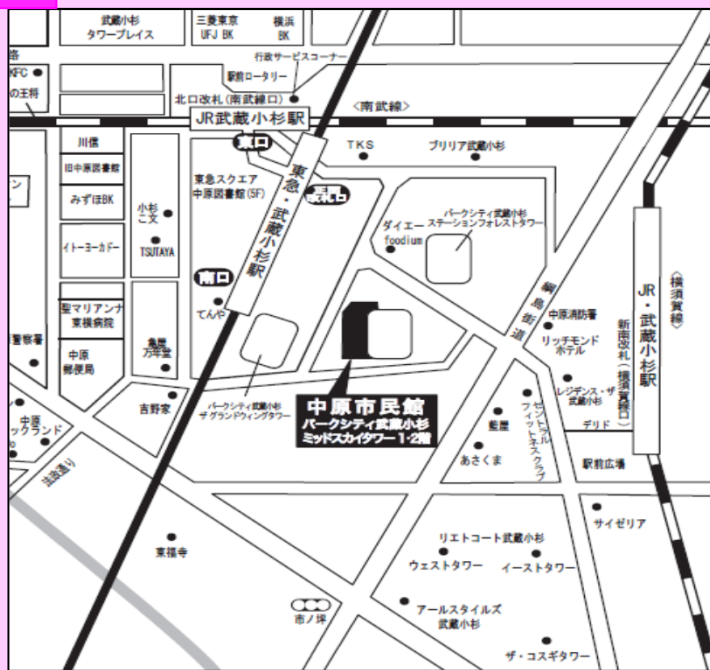 武蔵小杉
タワープレイス
三菱東京
UFJ BK
横浜
BK
行政サービスコーナー
駅前ロータリー
KFC
の王将
北口改札(南武線口)
〈南武線〉
JR武蔵小杉駅
川信
旧中原図書館
みずほBK
イトーヨーカドー
聖マリアンナ
東横病院
中原
郵便局
警察署
小杉
ご文
TSUTAYA
亀屋
万年堂
吉野家
東急スクエア
中原図書館(5F)
東急・武蔵小杉駅
南口
てんや
TKS
ブリリア武蔵小杉
ダイエー
foodium
パークシティ武蔵小杉
ステーションフォレストタワー
綱島街道
中原消防署
リッチモンド
ホテル
JR・武蔵小杉駅
〈横須賀線〉
新南改札(横須賀線口)
レジデンス・ザ
武蔵小杉
デリド
駅前広場
パークシティ武蔵小杉
ザ グランドウィングタワー
中原市民館
パークシティ武蔵小杉
ミッドスカイタワー 1・2階
藍屋
あさくま
セントラル
フィットネスクラブ
サイゼリア
中原
ックランド
法政通り
東福寺
市ノ坪
リエトコート武蔵小杉
ウェストタワー
イーストタワー
アールスタイルズ
武蔵小杉
ザ・コスギタワー